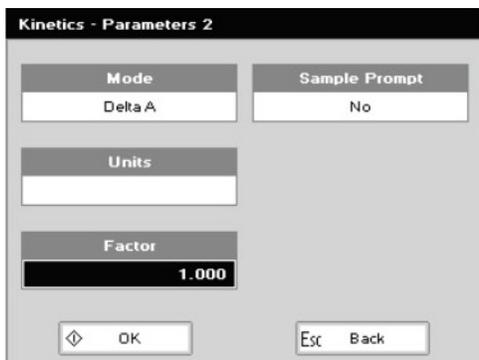 Kinetics - Parameters 2
Mode
Delta A
Sample Prompt
No
Units
Factor
1.000
OK
Esc Back